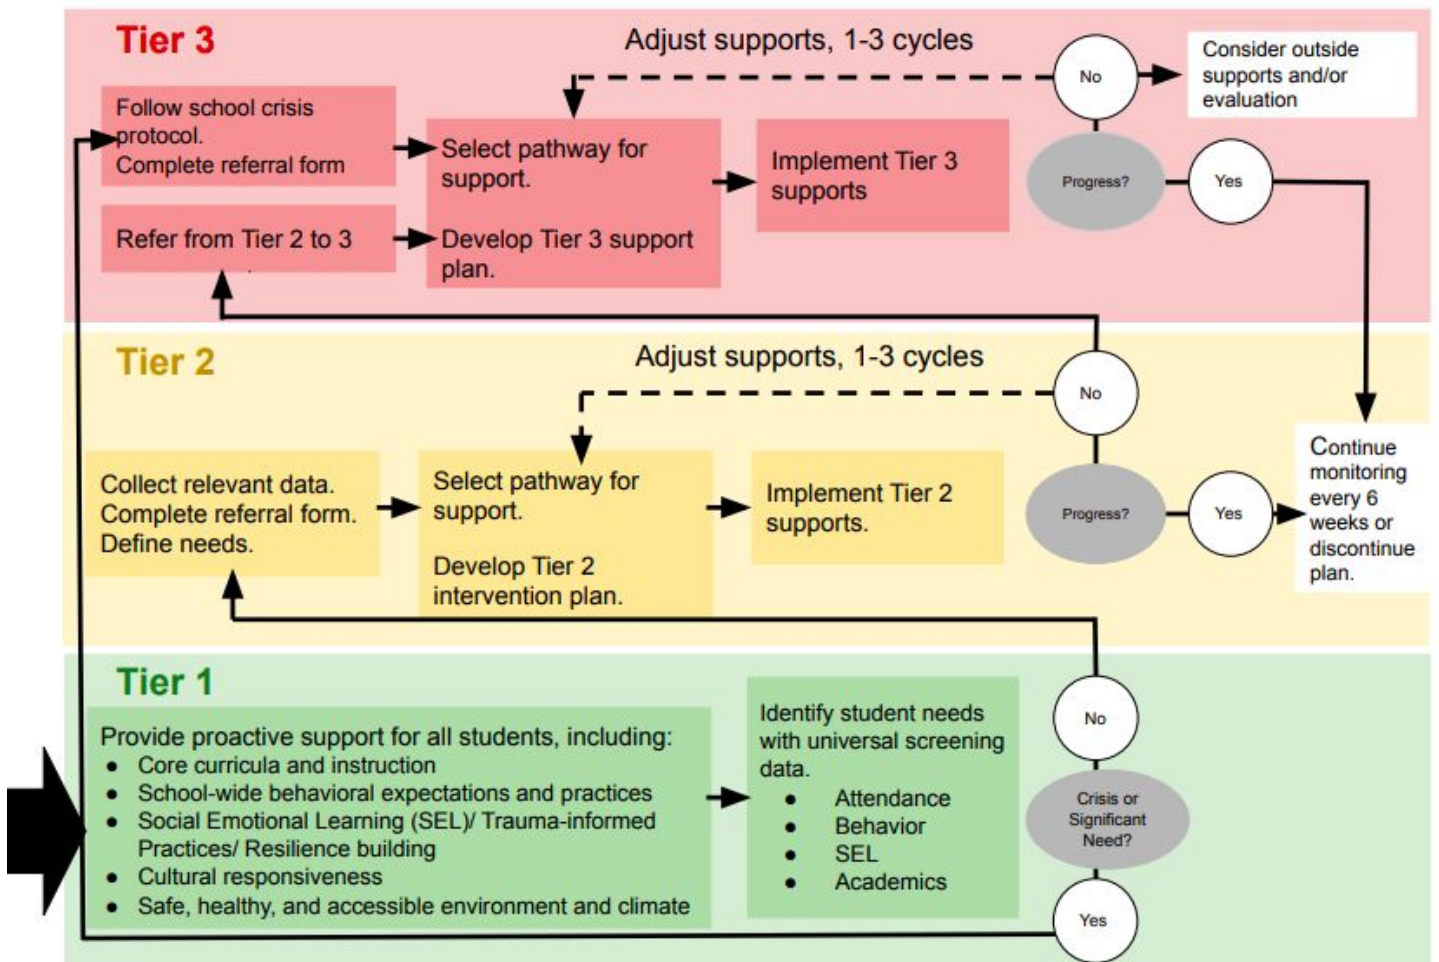 Tier 3
Adjust supports, 1-3 cycles
No
Consider outside
supports and/or
evaluation
Follow school crisis
protocol.
Complete referral form
Refer from Tier 2 to 3
Select pathway for
support.
Develop Tier 3 support
plan.
Implement Tier 3
supports
Progress?
Yes
Tier 2
Adjust supports, 1-3 cycles
No
Collect relevant data.
Complete referral form.
Define needs.
Select pathway for
support.
Develop Tier 2
intervention plan.
Implement Tier 2
supports.
Progress?
Yes
Continue
monitoring
every 6
weeks or
discontinue
plan.
Tier 1
Provide proactive support for all students, including:
● Core curricula and instruction
● School-wide behavioral expectations and practices
● Social Emotional Learning (SEL)/ Trauma-informed
Practices/ Resilience building
● Cultural responsiveness
● Safe, healthy, and accessible environment and climate
Identify student needs
with universal screening
data.
● Attendance
● Behavior
● SEL
● Academics
No
Crisis or
Significant
Need?
Yes